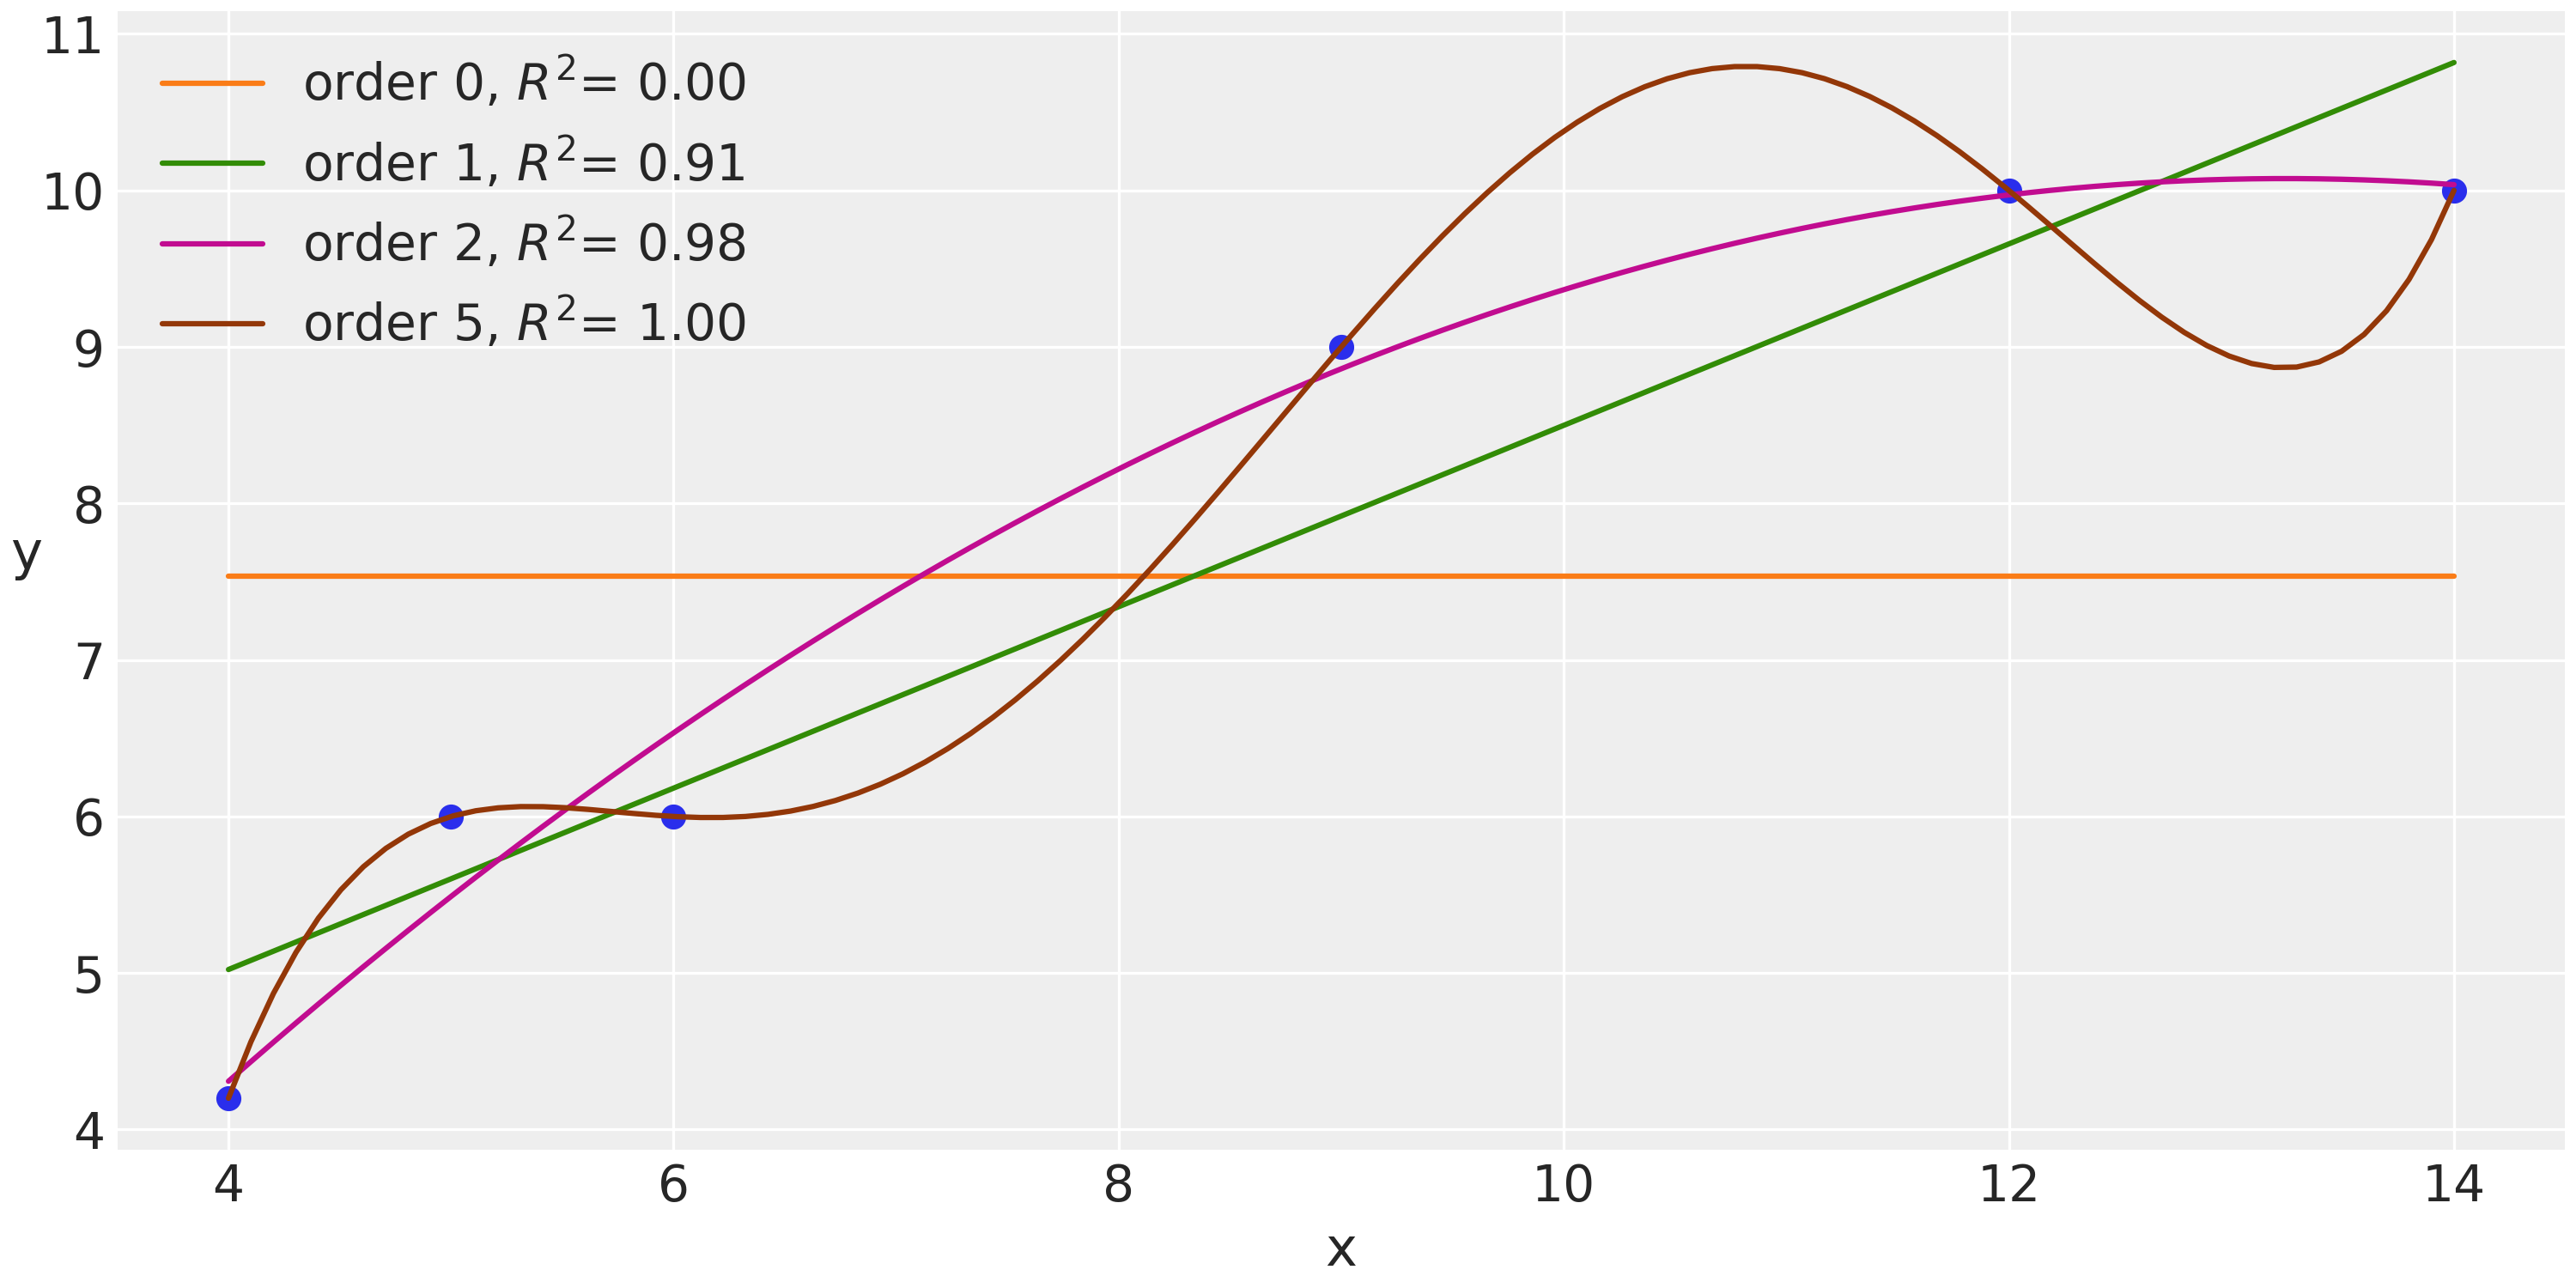 order 0, R²= 0.00
order 1, R²= 0.91
order 2, R²= 0.98
order 5, R²= 1.00
11
10
9
8
7
6
5
4
y
4 6 8 10 12 14
x